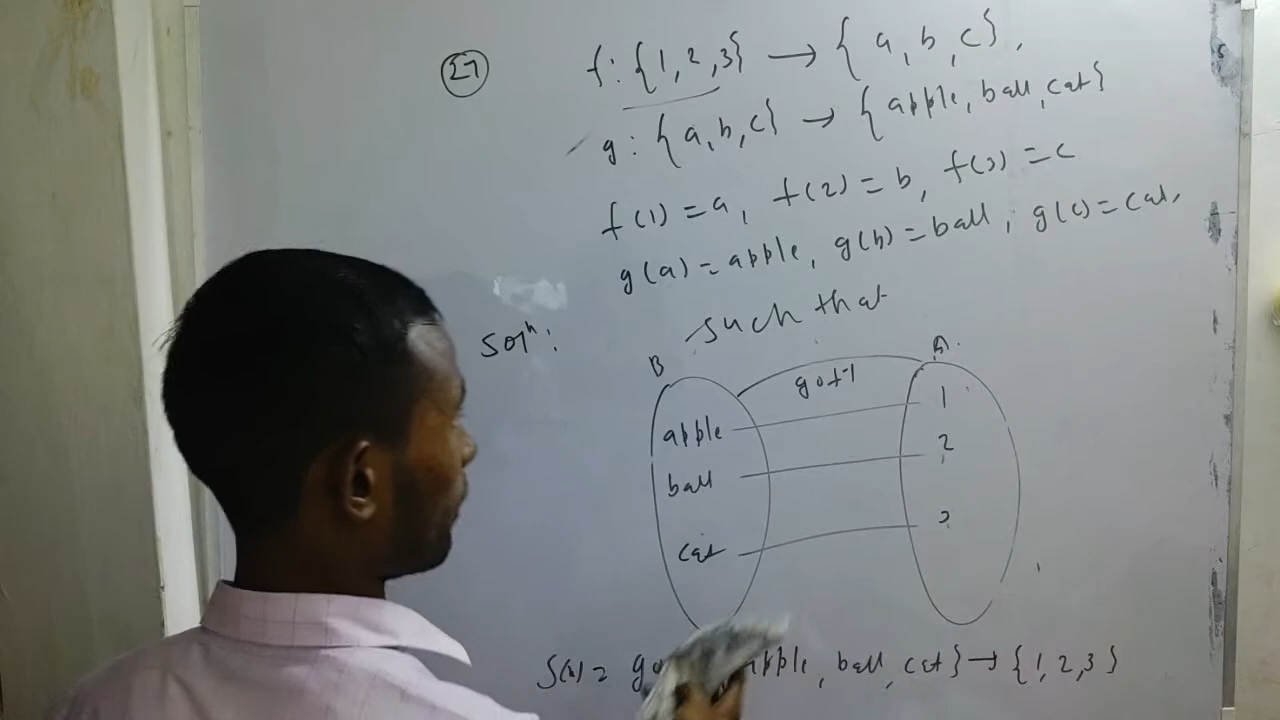 27
f: {1, 2, 3} → { a, b, c},
g : { a, b, c} → { apple, ball, cat}
f(1) = a, f(2) = b, f(3) = c
g(a) = apple, g(b) = ball, g(c) = cat,
such that
Solⁿ:
B
gof-1
apple 1
ball 2
cat 3
apple, ball, cat} → {1, 2, 3}